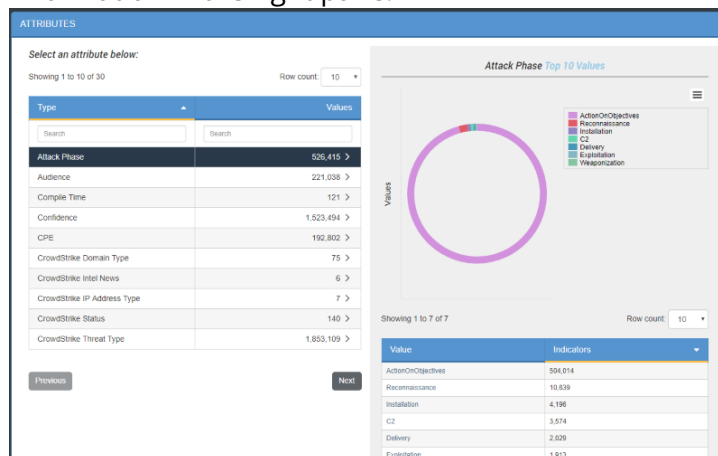 ATTRIBUTES
Select an attribute below:
Showing 1 to 10 of 30
Row count: 10
Type Values
Search Search
Attack Phase 526,415 >
Audience 221,038 >
Compile Time 121 >
Confidence 1,523,494 >
CPE 192,802 >
CrowdStrike Domain Type 75 >
CrowdStrike Intel News 6 >
CrowdStrike IP Address Type 7 >
CrowdStrike Status 140 >
CrowdStrike Threat Type 1,853,109 >
Previous Next
Attack Phase Top 10 Values
ActionOnObjectives
Reconnaissance
Installation
C2
Delivery
Exploitation
Weaponization
Values
Showing 1 to 7 of 7
Row count: 10
Value Indicators
ActionOnObjectives 504,014
Reconnaissance 10,639
Installation 4,196
C2 3,574
Delivery 2,029
Exploitation 1,913